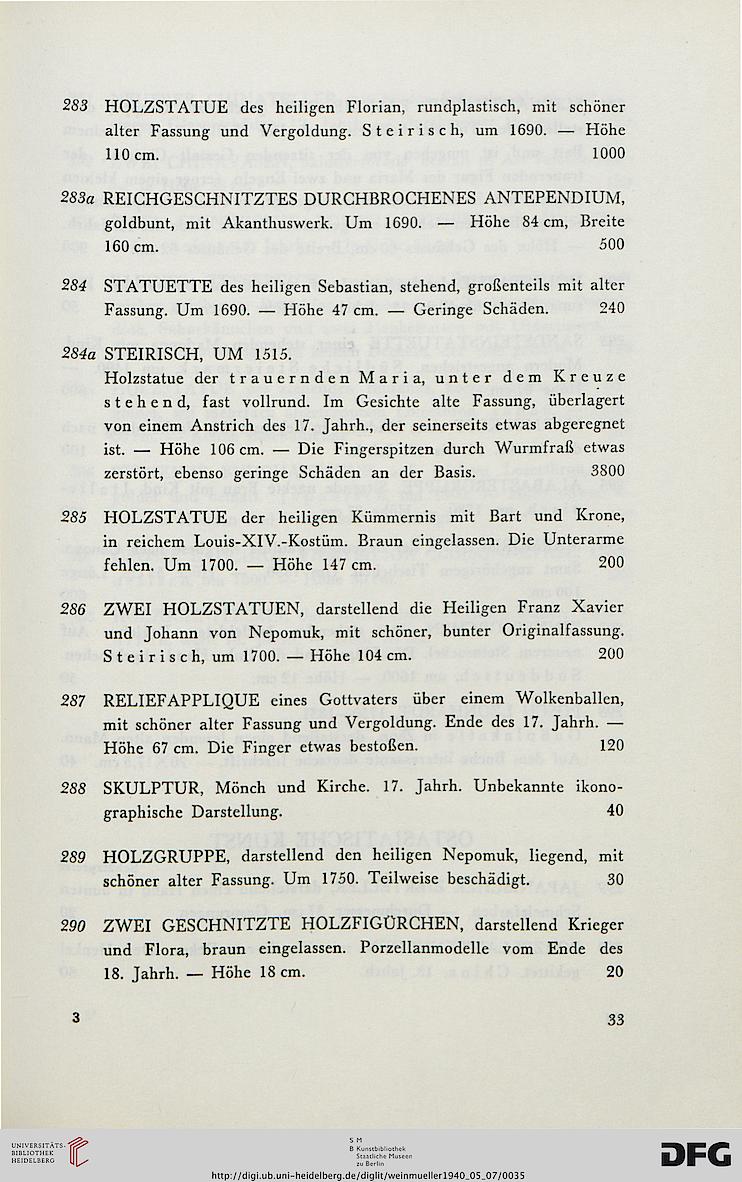 283 HOLZSTATUE des heiligen Florian, rundplastisch, mit schöner
alter Fassung und Vergoldung. Steirisch, um 1690. — Höhe
110 cm. 1000
283a REICHGESCHNITZTES DURCHBROCHENES ANTEPENDIUM,
goldbunt, mit Akanthuswerk. Um 1690. — Höhe 84 cm, Breite
160 cm. 500
284 STATUETTE des heiligen Sebastian, stehend, großenteils mit alter
Fassung. Um 1690. — Höhe 47 cm. — Geringe Schäden. 240
284a STEIRISCH, UM 1515.
Holzstatue der trauernden Maria, unter dem Kreuze
stehend, fast vollrund. Im Gesichte alte Fassung, überlagert
von einem Anstrich des 17. Jahrh., der seinerseits etwas abgeregnet
ist. — Höhe 106 cm. — Die Fingerspitzen durch Wurmfraß etwas
zerstört, ebenso geringe Schäden an der Basis. 3800
285 HOLZSTATUE der heiligen Kümmernis mit Bart und Krone,
in reichem Louis-XIV.-Kostüm. Braun eingelassen. Die Unterarme
fehlen. Um 1700. — Höhe 147 cm. 200
286 ZWEI HOLZSTATUEN, darstellend die Heiligen Franz Xavier
und Johann von Nepomuk, mit schöner, bunter Originalfassung.
Steirisch, um 1700. — Höhe 104 cm. 200
287 RELIEFAPPLIQUE eines Gottvaters über einem Wolkenballen,
mit schöner alter Fassung und Vergoldung. Ende des 17. Jahrh. —
Höhe 67 cm. Die Finger etwas bestoßen. 120
288 SKULPTUR, Mönch und Kirche. 17. Jahrh. Unbekannte ikono-
graphische Darstellung. 40
289 HOLZGRUPPE, darstellend den heiligen Nepomuk, liegend, mit
schöner alter Fassung. Um 1750. Teilweise beschädigt. 30
290 ZWEI GESCHNITZTE HOLZFIGÜRCHEN, darstellend Krieger
und Flora, braun eingelassen. Porzellanmodelle vom Ende des
18. Jahrh. — Höhe 18 cm. 20
3 33
UNIVERSITÄTS-
BIBLIOTHEK
HEIDELBERG
S M
B Kunstbibliothek
Staatliche Museen
zu Berlin
DFG
http://digi.ub.uni-heidelberg.de/diglit/weinmueller1940_05_07/0035